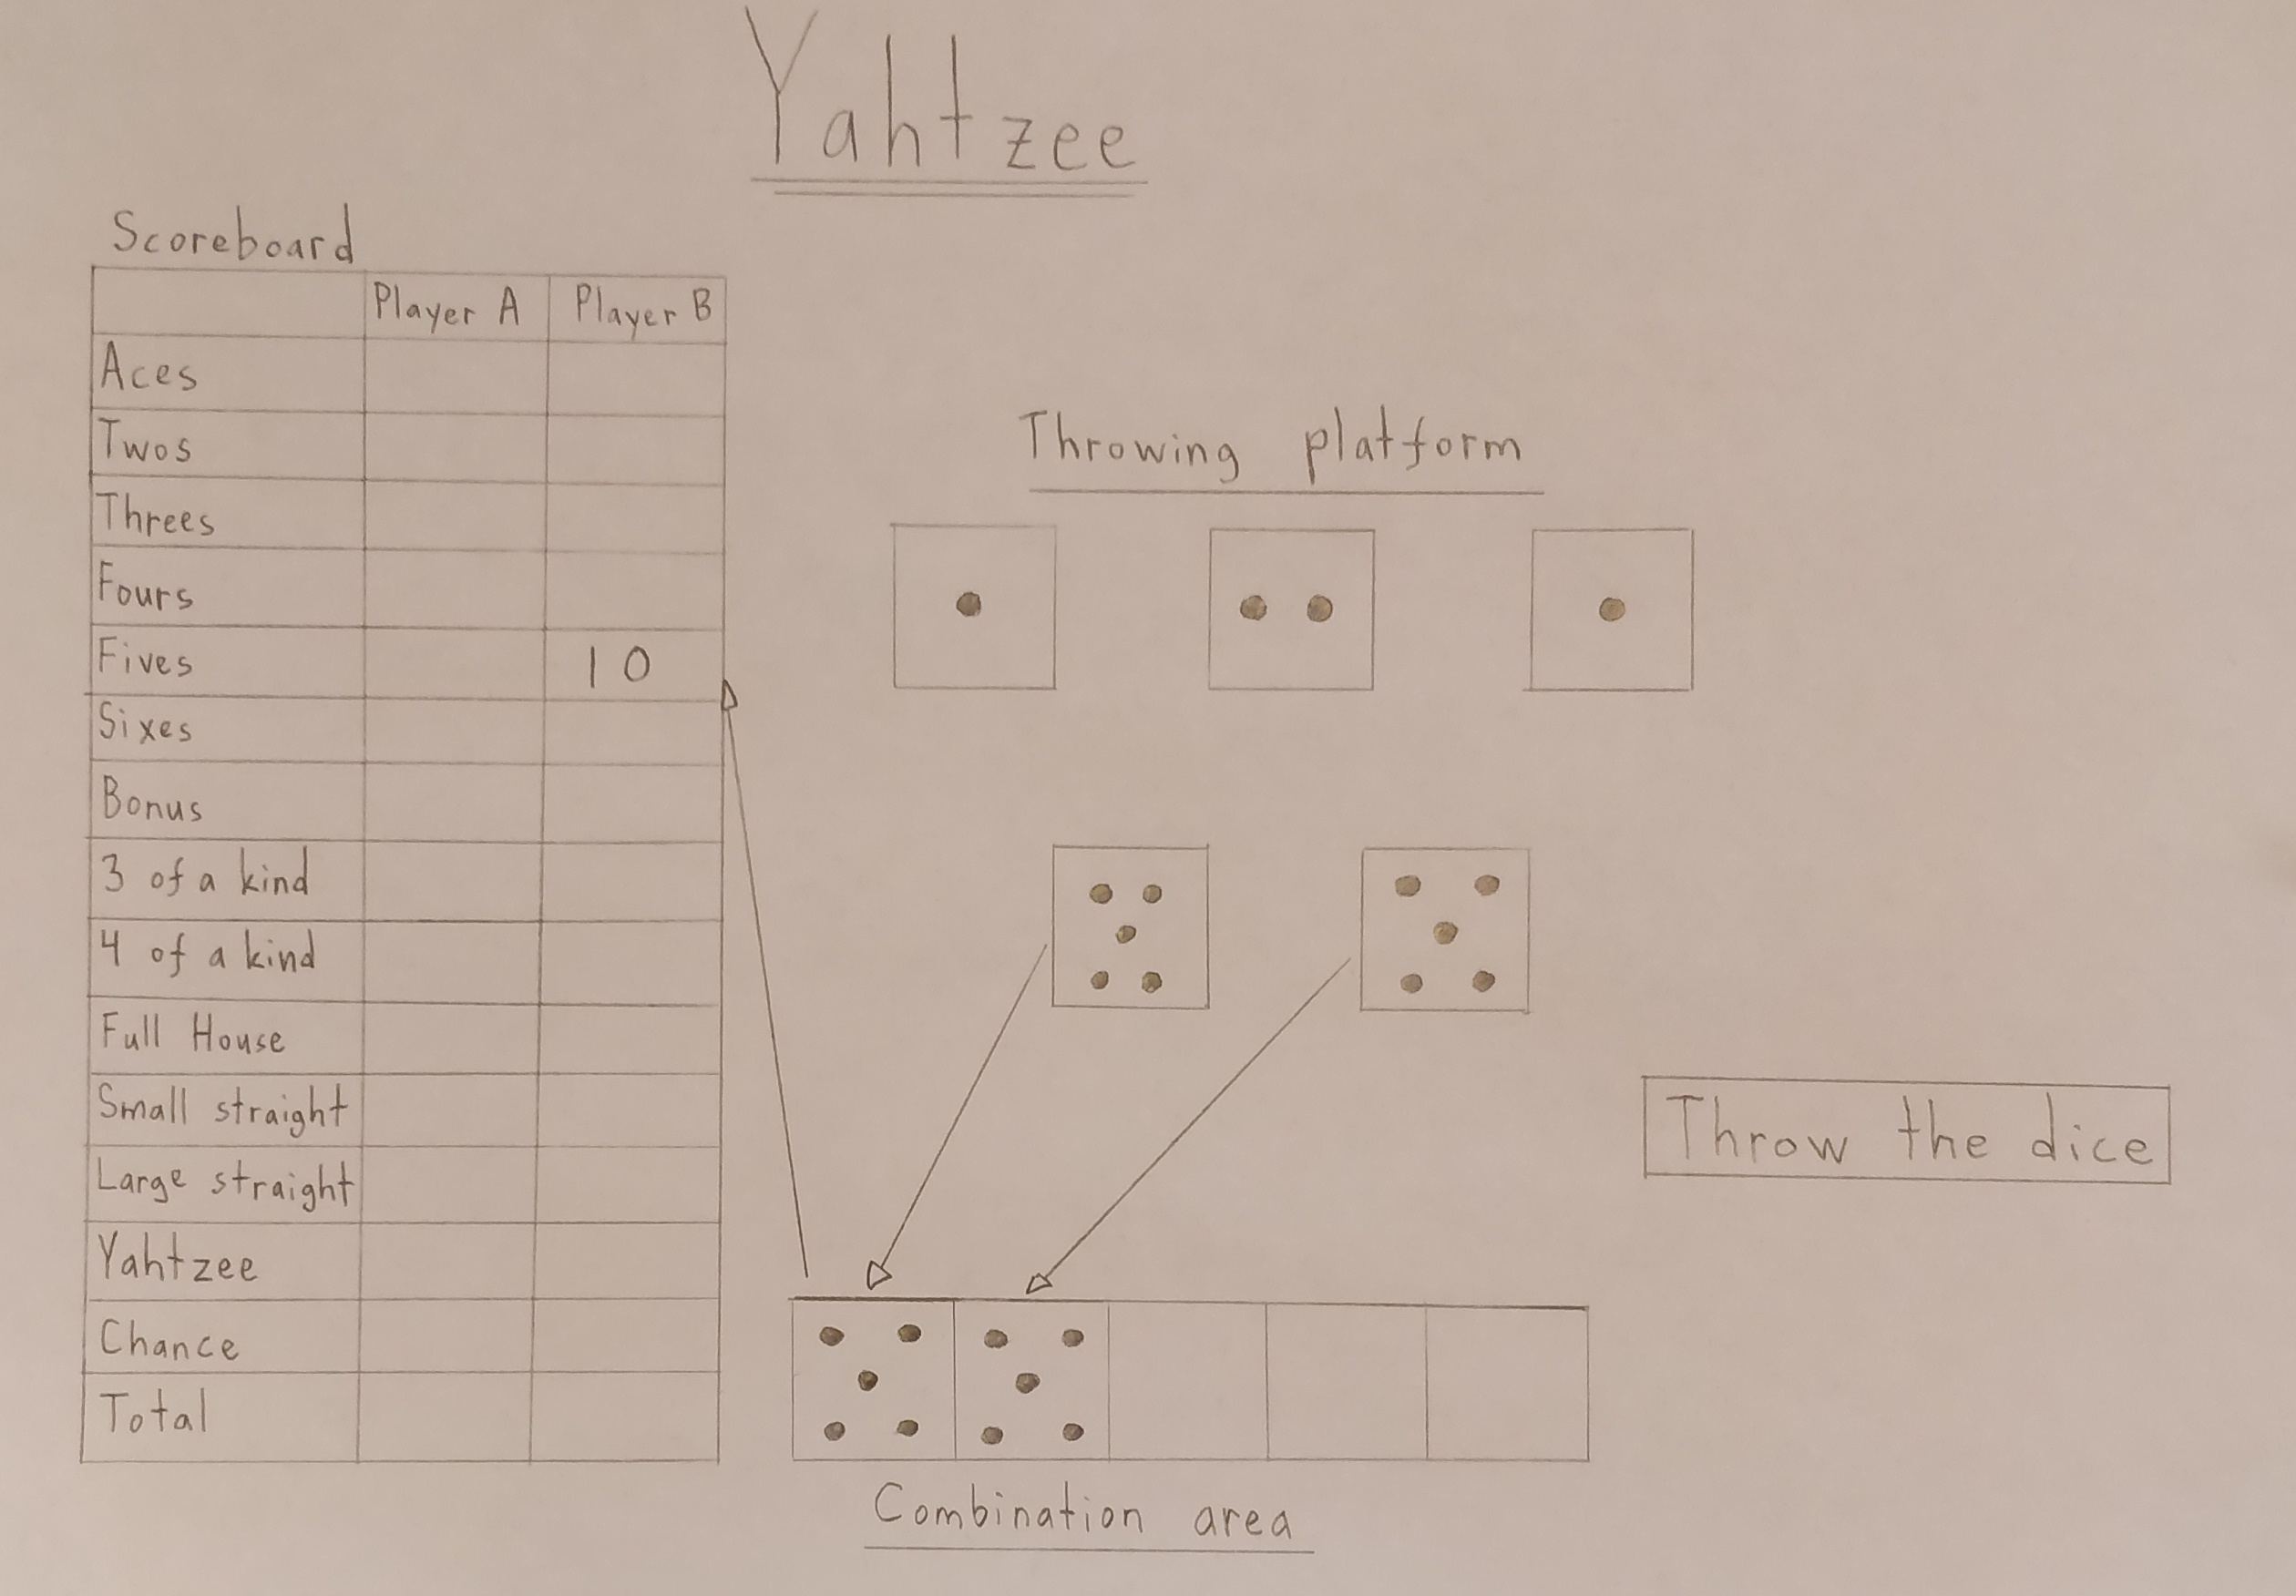 Yahtzee
Scoreboard
Player A Player B
Aces
Twos
Threes
Fours
Fives 10
Sixes
Bonus
3 of a kind
4 of a kind
Full House
Small straight
Large straight
Yahtzee
Chance
Total
Throwing platform
Throw the dice
Combination area